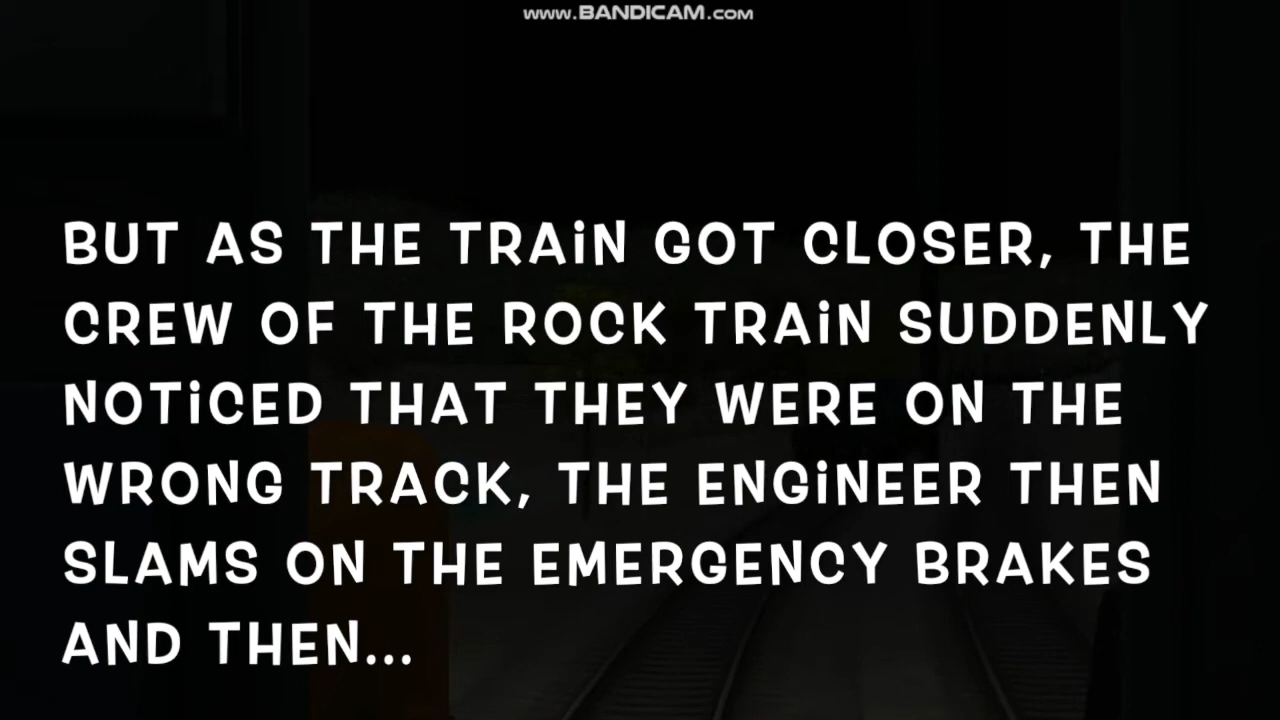 www.BANDICAM.com
BUT AS THE TRAiN GOT CLOSER, THE
CREW OF THE ROCK TRAiN SUDDENLY
NOTiCED THAT THEY WERE ON THE
WRONG TRACK, THE ENGiNEER THEN
SLAMS ON THE EMERGENCY BRAKES
AND THEN...